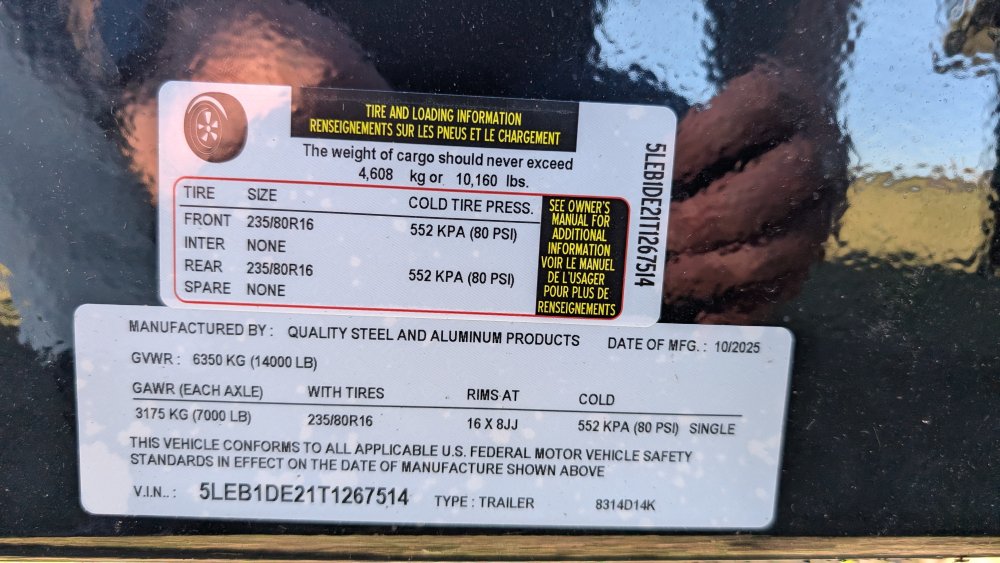 TIRE AND LOADING INFORMATION
RENSEIGNEMENTS SUR LES PNEUS ET LE CHARGEMENT
The weight of cargo should never exceed
4,608 kg or 10,160 lbs.
TIRE SIZE COLD TIRE PRESS.
FRONT 235/80R16 552 KPA (80 PSI)
INTER NONE
REAR 235/80R16 552 KPA (80 PSI)
SPARE NONE
SEE OWNER'S
MANUAL FOR
ADDITIONAL
INFORMATION
VOIR LE MANUEL
DE L'USAGER
POUR PLUS DE
RENSEIGNEMENTS
5LEB1DE21T1267514
MANUFACTURED BY : QUALITY STEEL AND ALUMINUM PRODUCTS DATE OF MFG. : 10/2025
GVWR : 6350 KG (14000 LB)
GAWR (EACH AXLE) WITH TIRES RIMS AT COLD
3175 KG (7000 LB) 235/80R16 16 X 8JJ 552 KPA (80 PSI) SINGLE
THIS VEHICLE CONFORMS TO ALL APPLICABLE U.S. FEDERAL MOTOR VEHICLE SAFETY
STANDARDS IN EFFECT ON THE DATE OF MANUFACTURE SHOWN ABOVE
V.I.N.. : 5LEB1DE21T1267514 TYPE : TRAILER 8314D14K